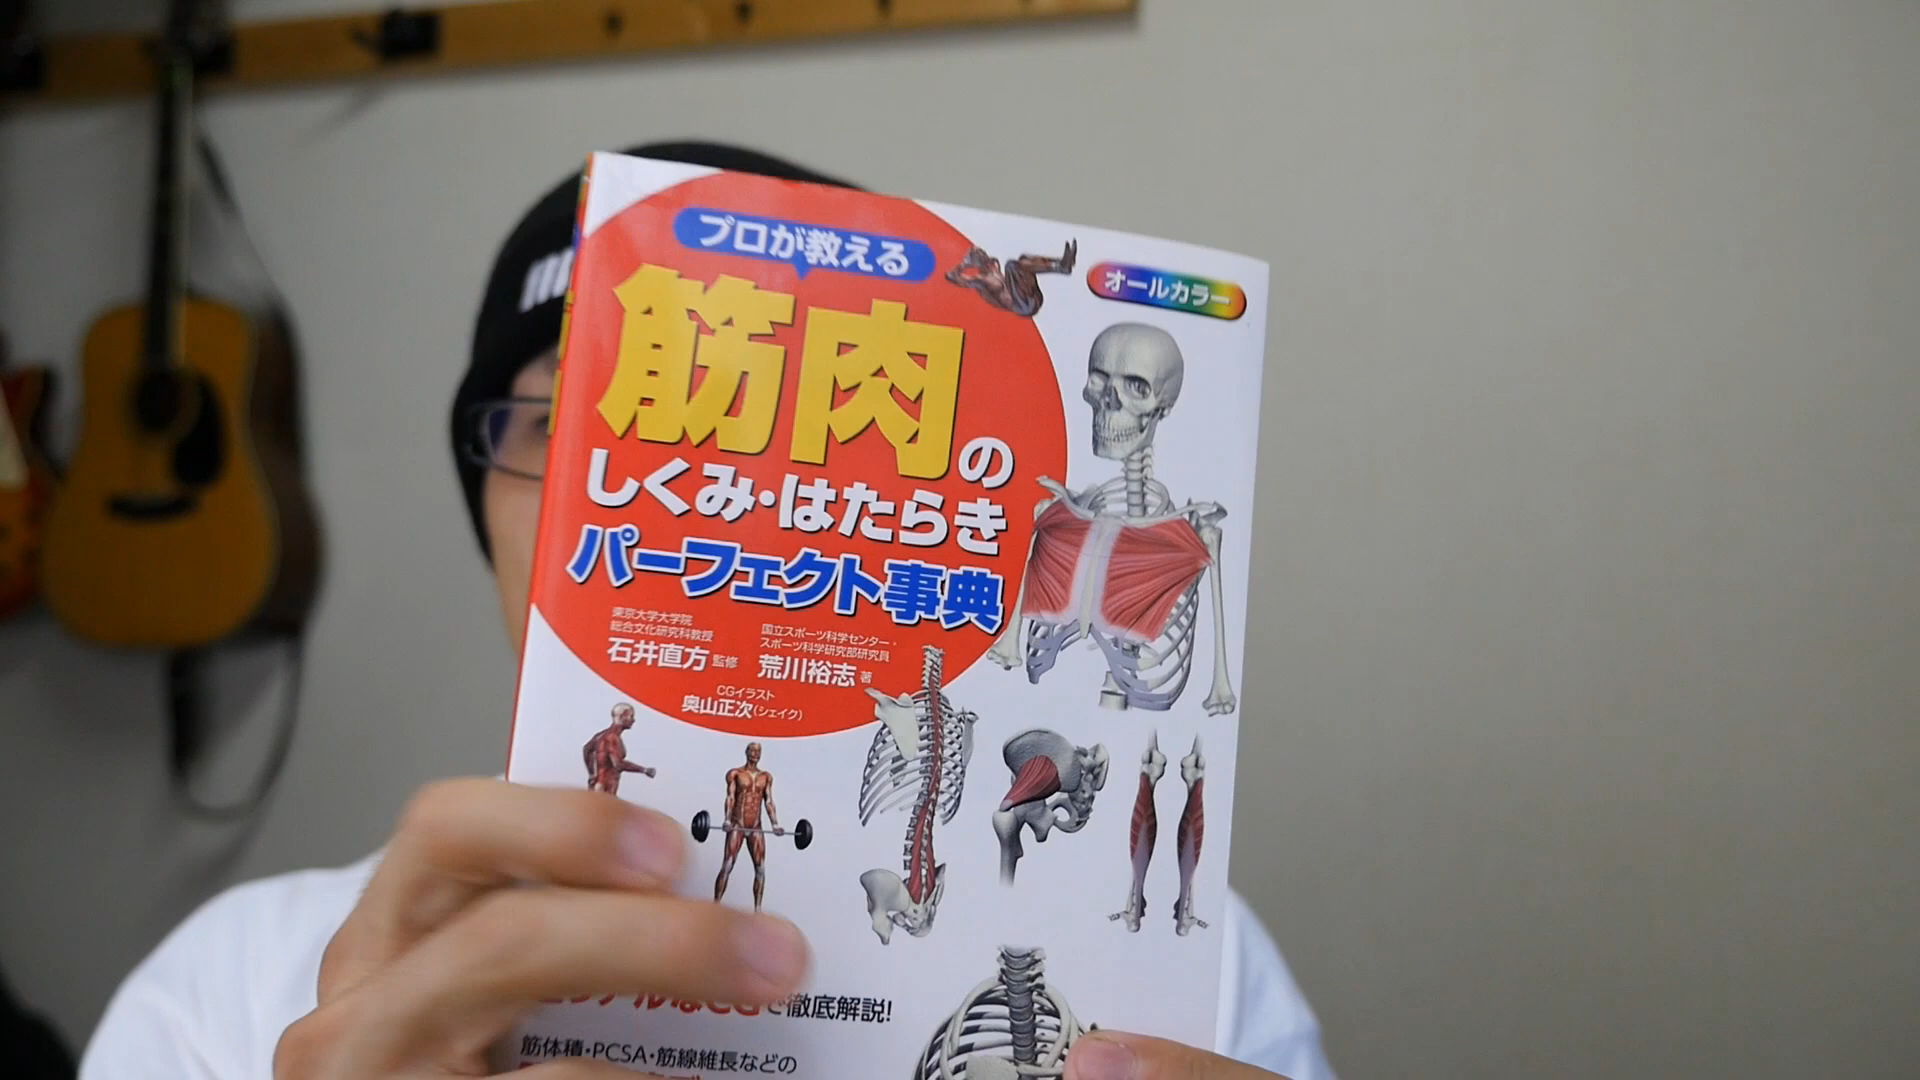 プロが教える
オールカラー
筋肉の
しくみ・はたらき
パーフェクト事典
東京大学大学院
総合文化研究科教授
石井直方 監修
国立スポーツ科学センター・
スポーツ科学研究部研究員
荒川裕志 著
CGイラスト
奥山正次(シェイク)
で徹底解説!
筋体積・PCSA・筋線維長などの